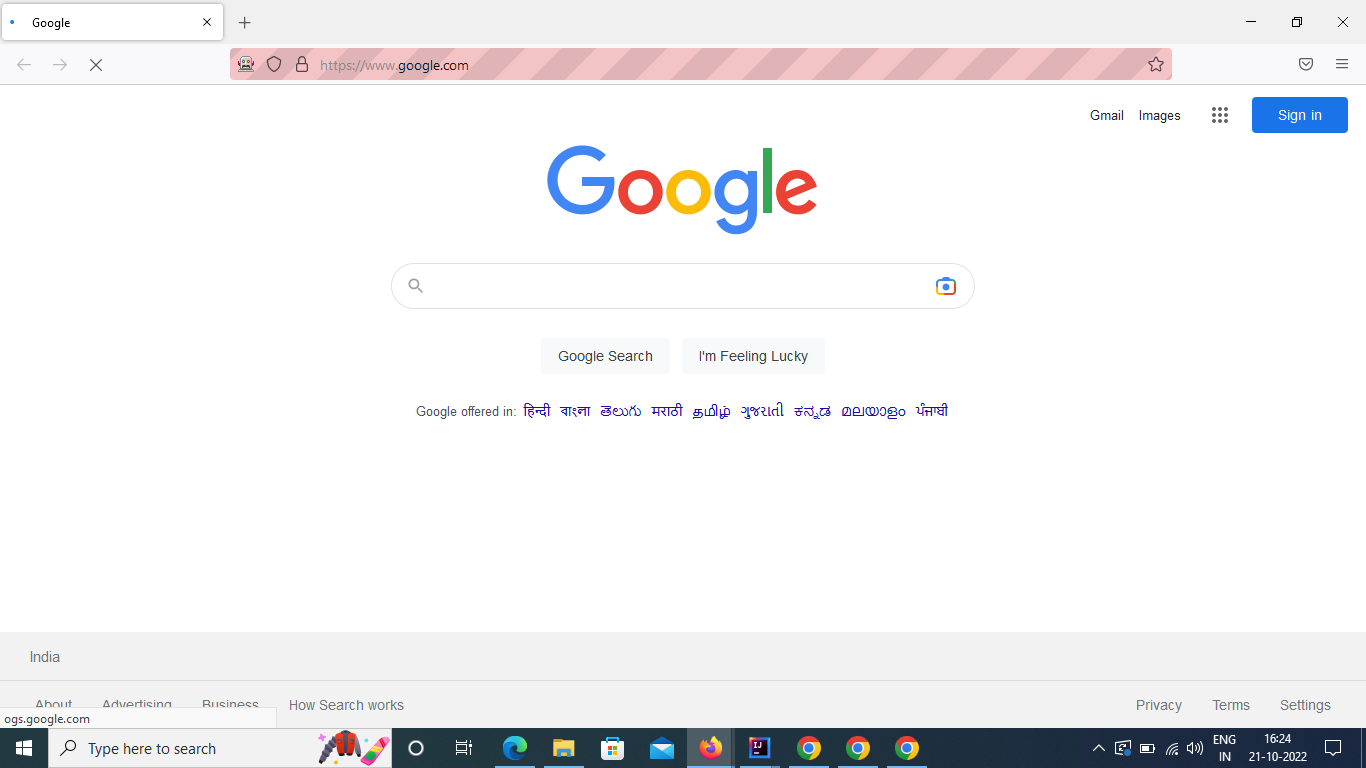 Google
https://www.google.com
Gmail Images Sign in
Google
Google Search I'm Feeling Lucky
Google offered in: हिन्दी বাংলা తెలుగు मराठी தமிழ் ગુજરાતી ಕನ್ನಡ മലയാളം ਪੰਜਾਬੀ
India
About Advertising Business How Search works Privacy Terms Settings
ogs.google.com
Type here to search
IJ
ENG
IN
16:24
21-10-2022